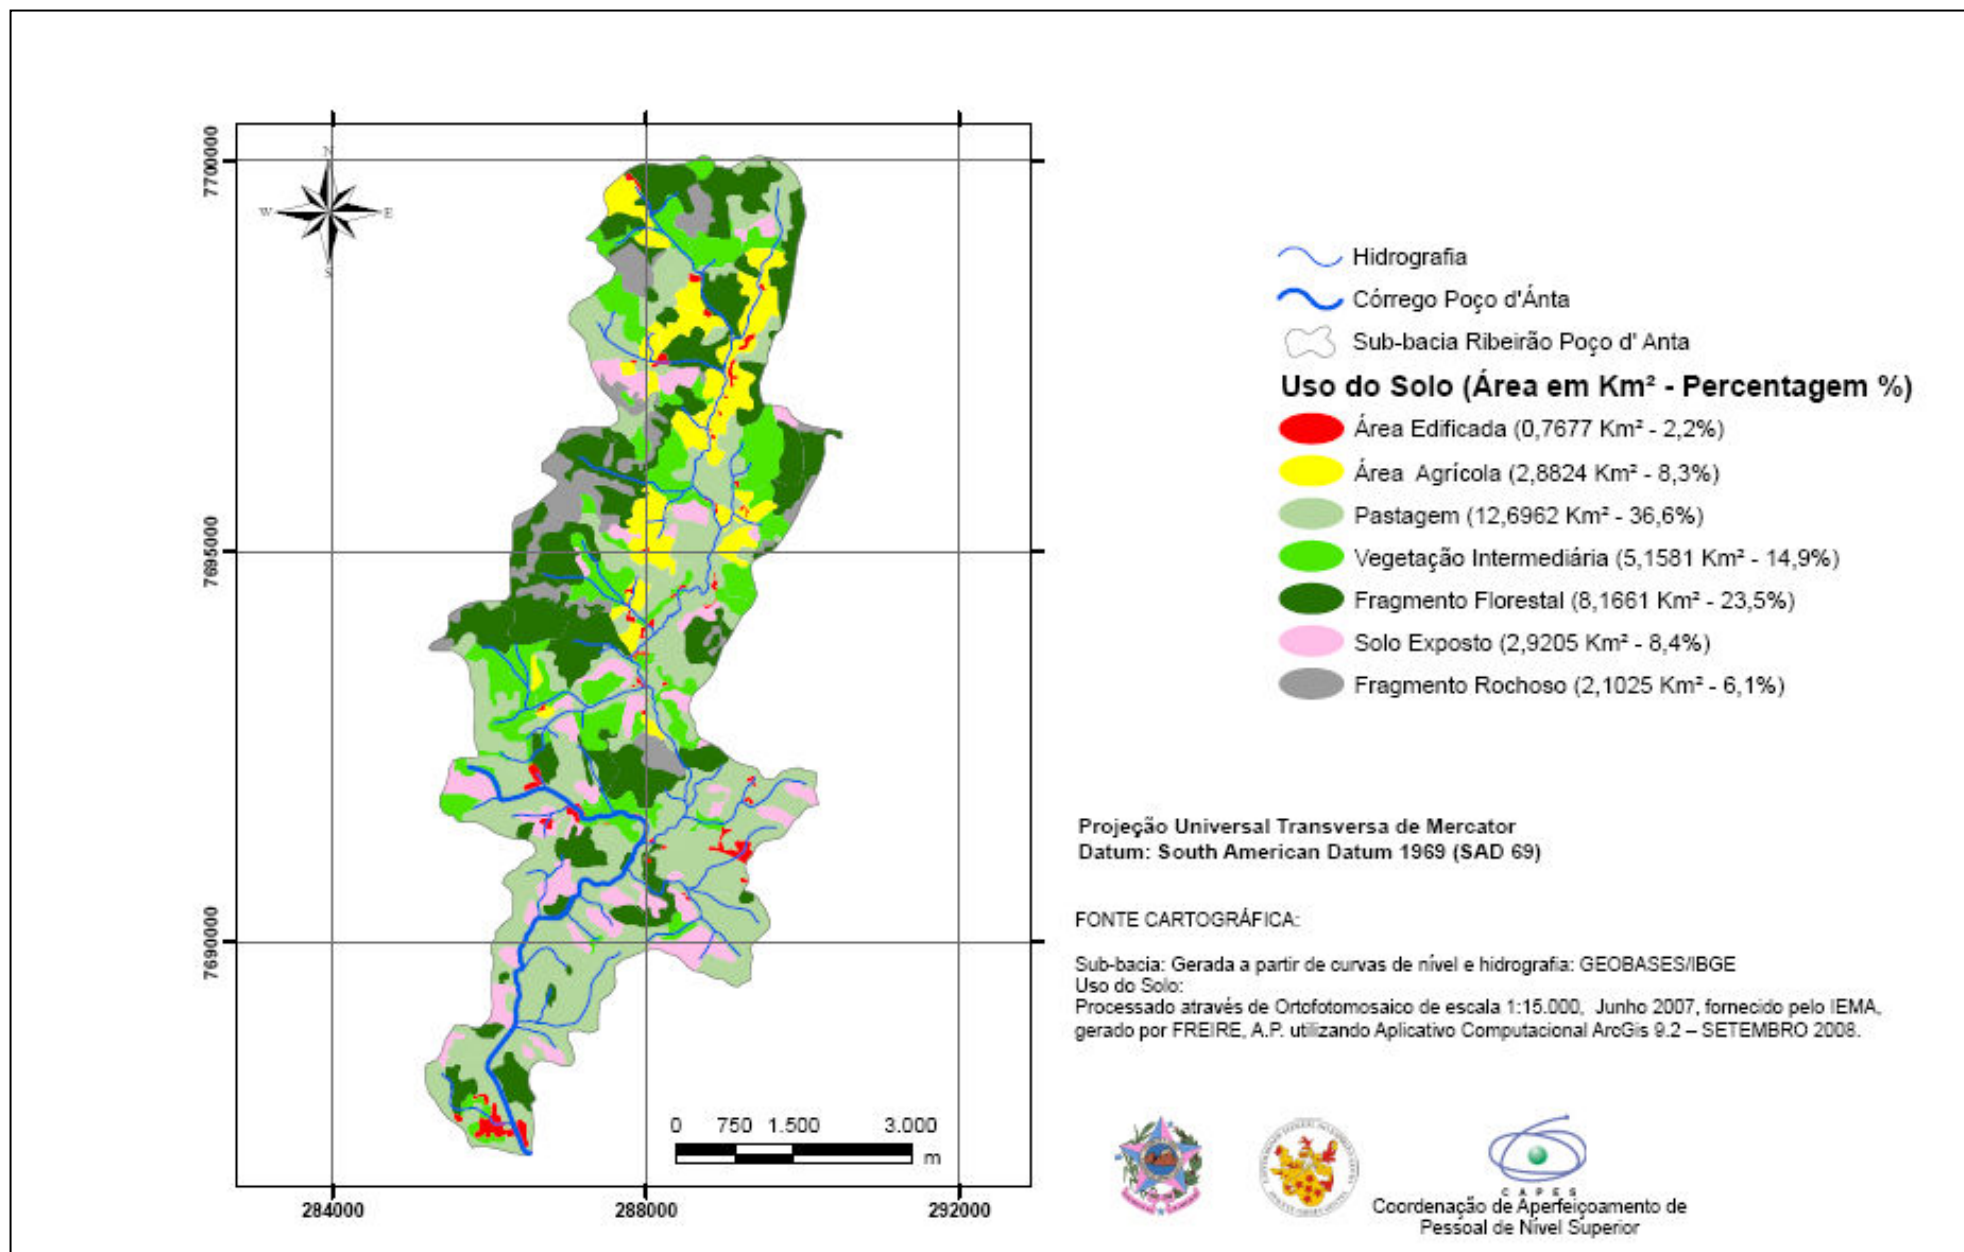 N
W
E
S
7700000
7695000
7690000
284000
288000
292000
0 750 1.500 3.000
m
Hidrografia
Córrego Poço d'Ánta
Sub-bacia Ribeirão Poço d' Anta
Uso do Solo (Área em Km² - Percentagem %)
Área Edificada (0,7677 Km² - 2,2%)
Área Agrícola (2,8824 Km² - 8,3%)
Pastagem (12,6962 Km² - 36,6%)
Vegetação Intermediária (5,1581 Km² - 14,9%)
Fragmento Florestal (8,1661 Km² - 23,5%)
Solo Exposto (2,9205 Km² - 8,4%)
Fragmento Rochoso (2,1025 Km² - 6,1%)
Projeção Universal Transversa de Mercator
Datum: South American Datum 1969 (SAD 69)
FONTE CARTOGRÁFICA:
Sub-bacia: Gerada a partir de curvas de nível e hidrografia: GEOBASES/IBGE
Uso do Solo:
Processado através de Ortofotomosaico de escala 1:15.000, Junho 2007, fornecido pelo IEMA,
gerado por FREIRE, A.P. utilizando Aplicativo Computacional ArcGis 9.2 – SETEMBRO 2008.
CAPES
Coordenação de Aperfeiçoamento de
Pessoal de Nível Superior